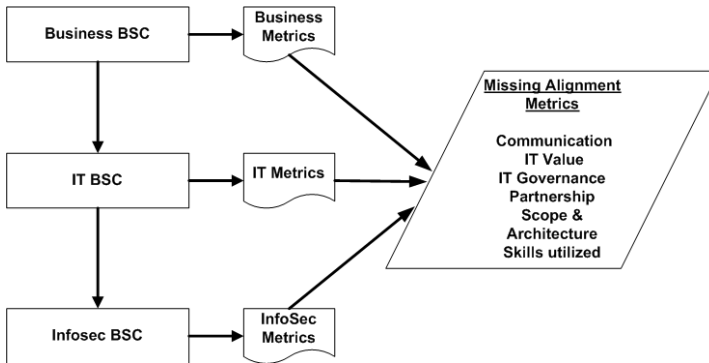 Business BSC
Business
Metrics
Missing Alignment
Metrics
Communication
IT Value
IT Governance
Partnership
Scope &
Architecture
Skills utilized
IT BSC
IT Metrics
Infosec BSC
InfoSec
Metrics